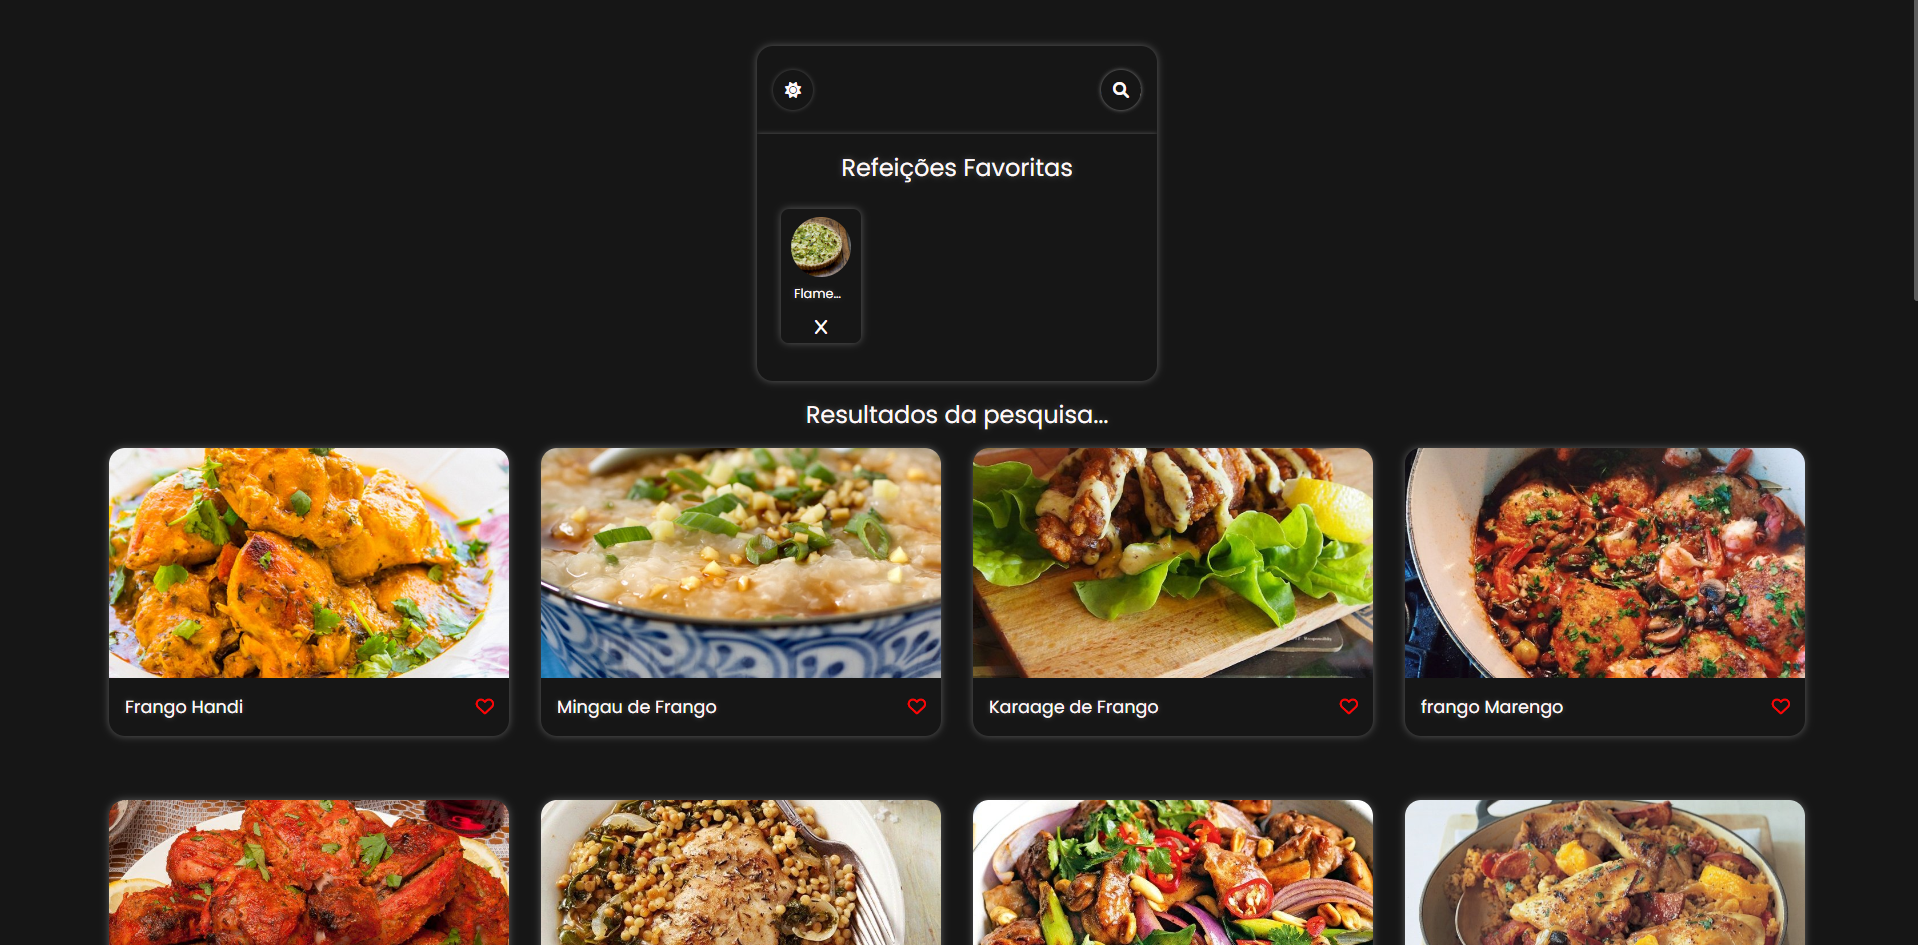 Refeições Favoritas
Flame...
X
Resultados da pesquisa...
Frango Handi
Mingau de Frango
Karaage de Frango
frango Marengo